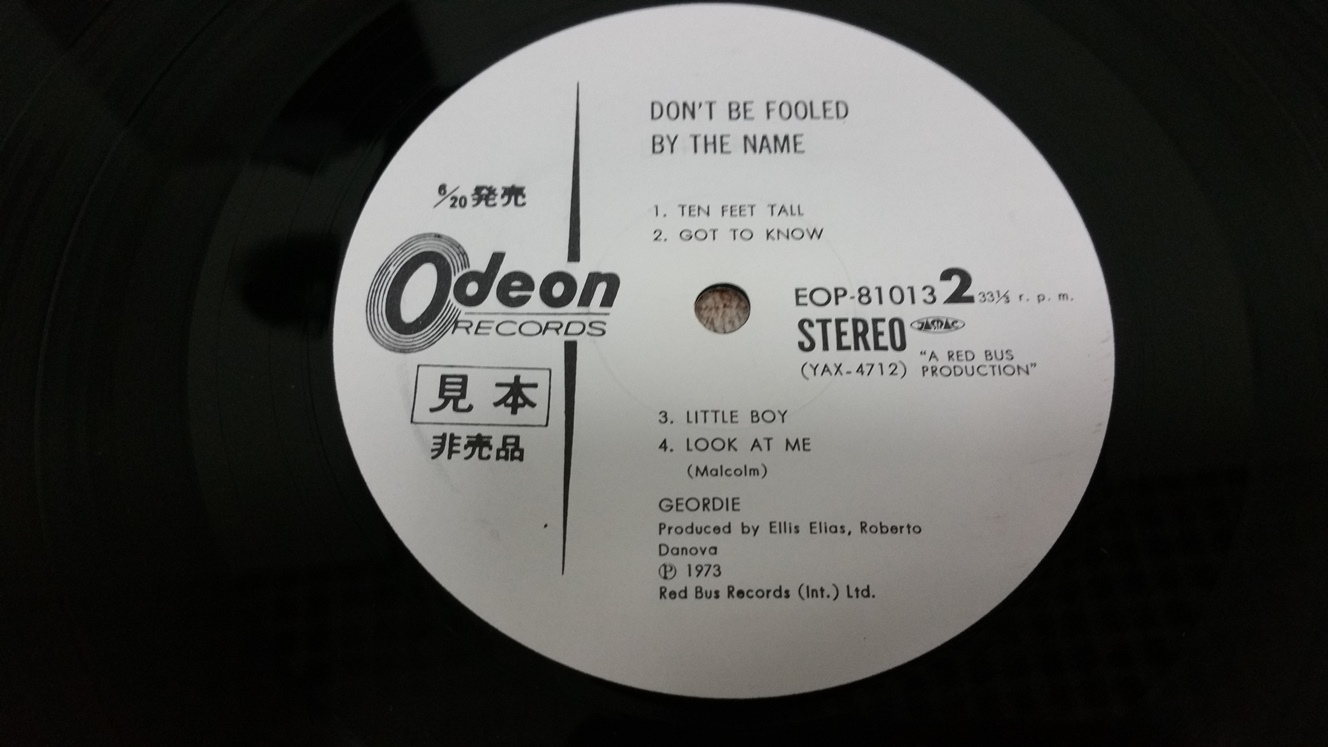 DON'T BE FOOLED
BY THE NAME
6/20 発売
1. TEN FEET TALL
2. GOT TO KNOW
Odeon
RECORDS
EOP-81013 2 33⅓ r. p. m.
STEREO JASRAC
"A RED BUS
(YAX-4712) PRODUCTION"
見本
非売品
3. LITTLE BOY
4. LOOK AT ME
(Malcolm)
GEORDIE
Produced by Ellis Elias, Roberto
Danova
Ⓟ 1973
Red Bus Records (Int.) Ltd.